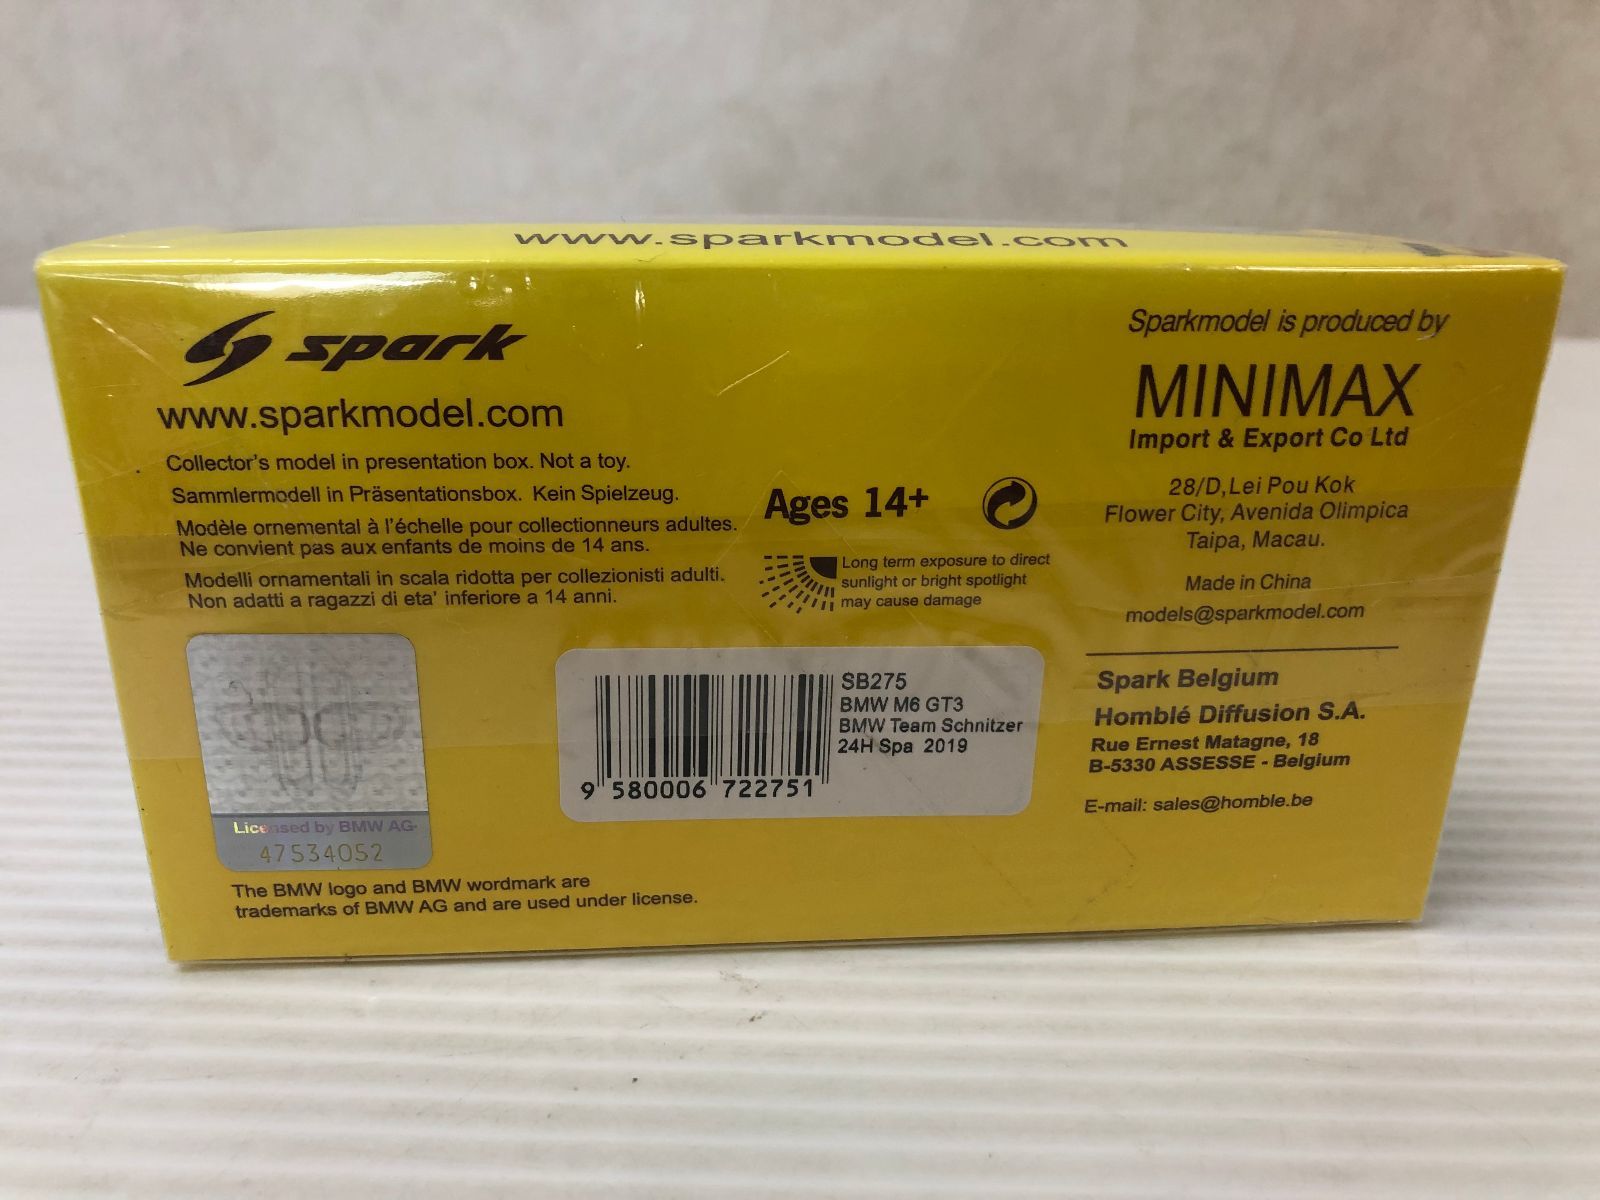 www.sparkmodel.com
spark
www.sparkmodel.com
Collector's model in presentation box. Not a toy.
Sammlermodell in Präsentationsbox. Kein Spielzeug.
Modèle ornemental à l'échelle pour collectionneurs adultes.
Ne convient pas aux enfants de moins de 14 ans.
Modelli ornamentali in scala ridotta per collezionisti adulti.
Non adatti a ragazzi di eta' inferiore a 14 anni.
Ages 14+
Long term exposure to direct
sunlight or bright spotlight
may cause damage
Sparkmodel is produced by
MINIMAX
Import & Export Co Ltd
28/D,Lei Pou Kok
Flower City, Avenida Olimpica
Taipa, Macau.
Made in China
models@sparkmodel.com
Spark Belgium
Homblé Diffusion S.A.
Rue Ernest Matagne, 18
B-5330 ASSESSE - Belgium
E-mail: sales@homble.be
SB275
BMW M6 GT3
BMW Team Schnitzer
24H Spa 2019
9 580006 722751
Licensed by BMW AG
47534052
The BMW logo and BMW wordmark are
trademarks of BMW AG and are used under license.